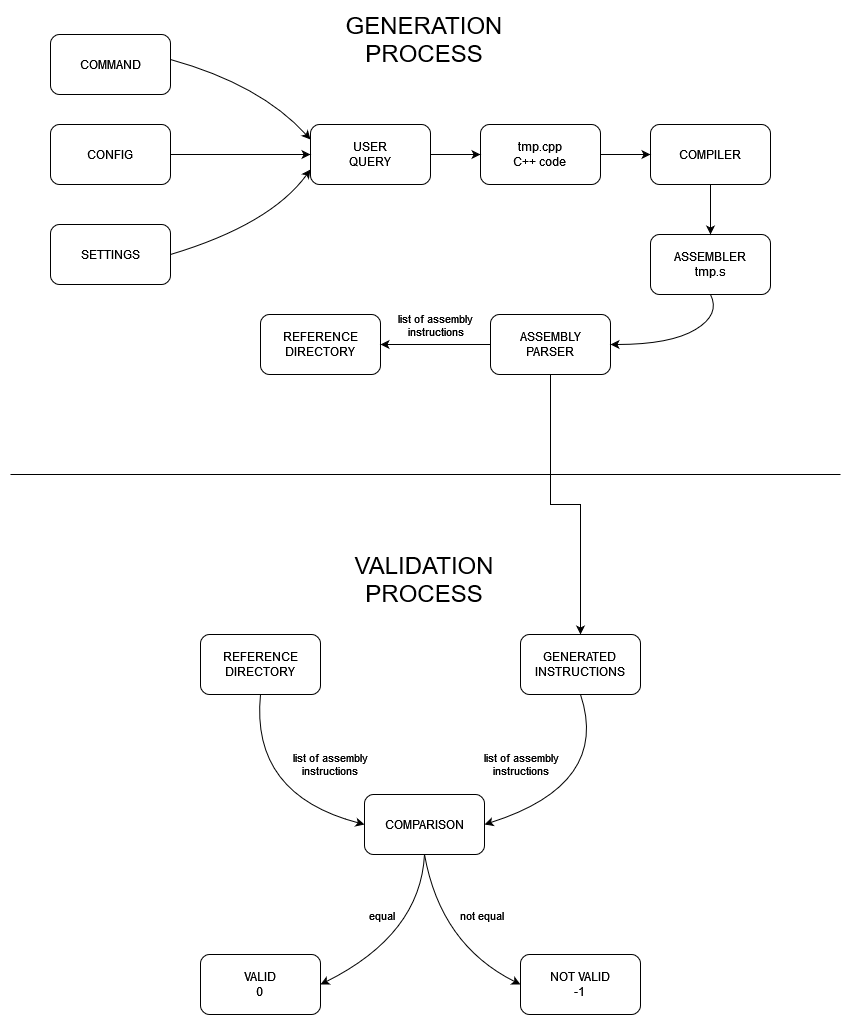 GENERATION
PROCESS
COMMAND
CONFIG
SETTINGS
USER
QUERY
tmp.cpp
C++ code
COMPILER
ASSEMBLER
tmp.s
ASSEMBLY
PARSER
list of assembly
instructions
REFERENCE
DIRECTORY
VALIDATION
PROCESS
REFERENCE
DIRECTORY
GENERATED
INSTRUCTIONS
list of assembly
instructions
list of assembly
instructions
COMPARISON
equal
not equal
VALID
0
NOT VALID
-1